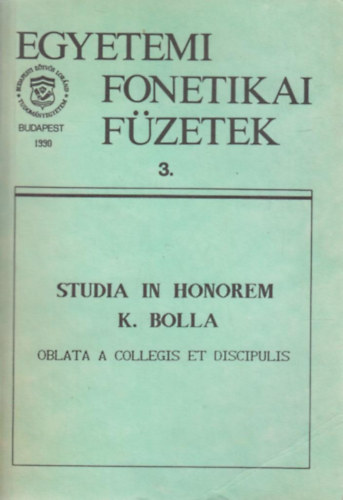 EGYETEMI
FONETIKAI
FÜZETEK
BUDAPEST
1990
3.
STUDIA IN HONOREM
K. BOLLA
OBLATA A COLLEGIS ET DISCIPULIS